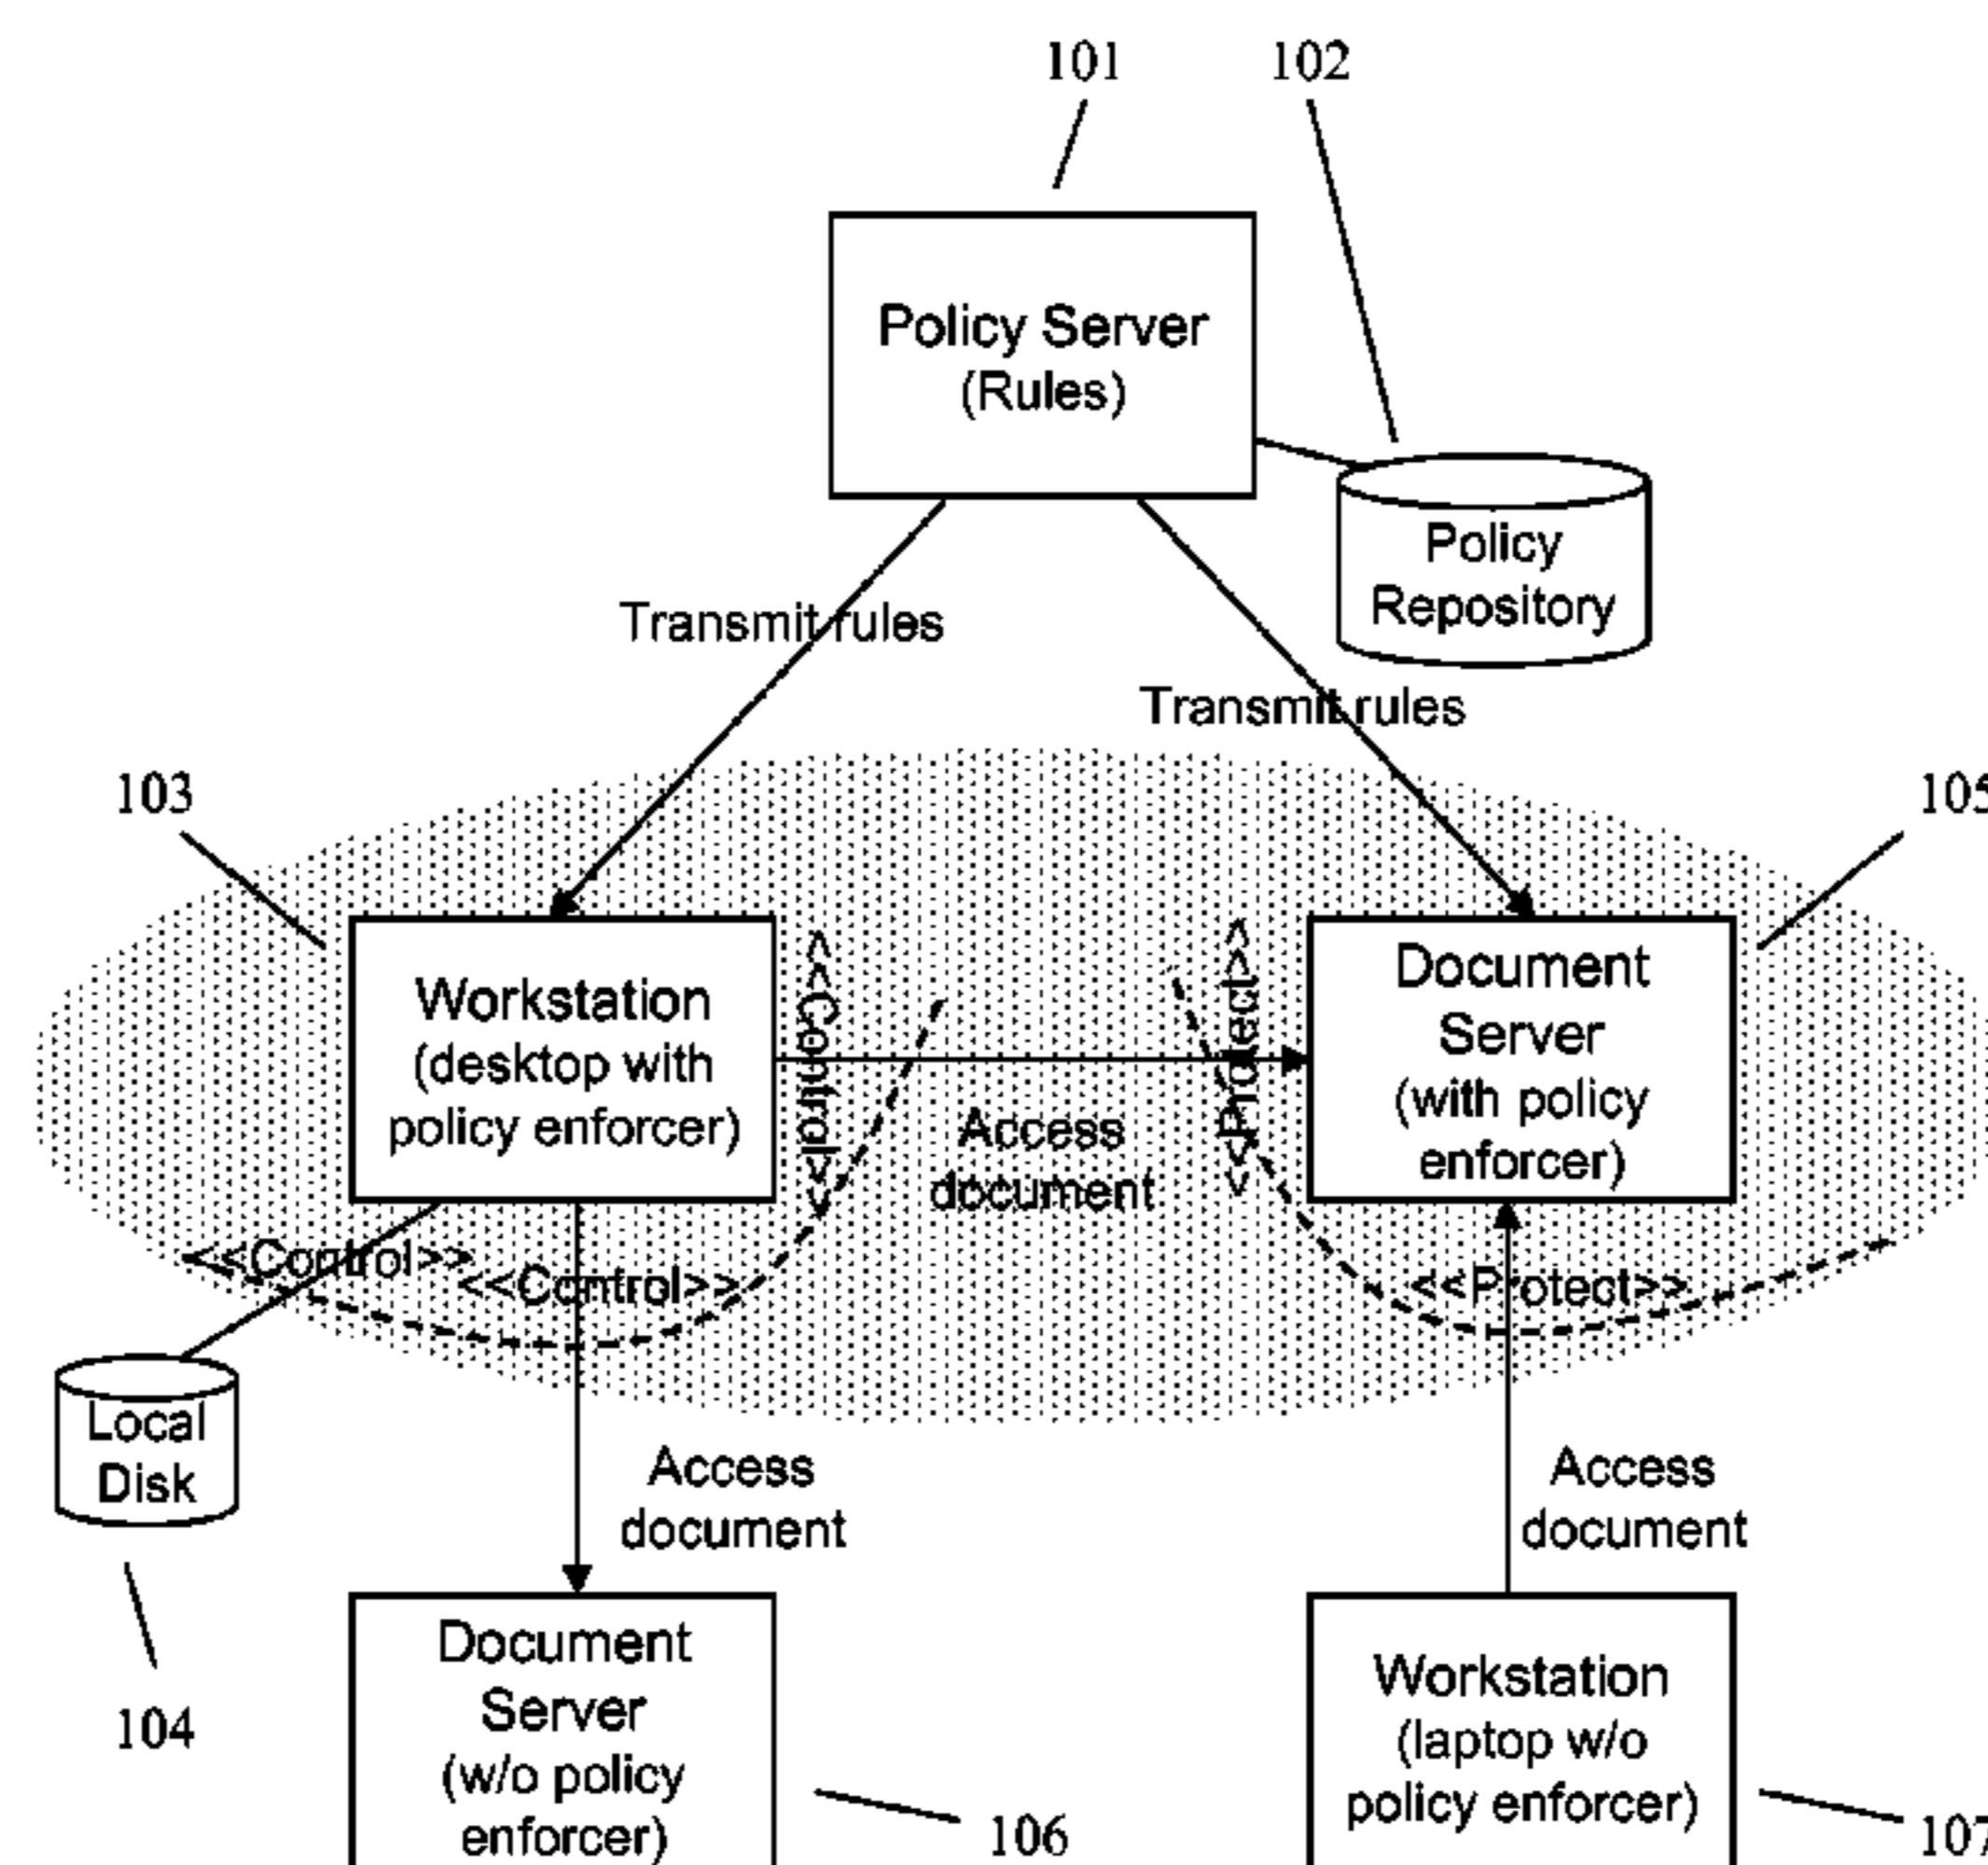 101
102
Policy Server
(Rules)
Policy
Repository
Transmit rules
Transmit rules
103
105
Workstation
(desktop with
policy enforcer)
<<Control>>
Access
document
<<Protect>>
Document
Server
(with policy
enforcer)
<<Control>>
<<Control>>
<<Protect>>
Local
Disk
Access
document
Access
document
104
Document
Server
(w/o policy
enforcer)
106
Workstation
(laptop w/o
policy enforcer)
107